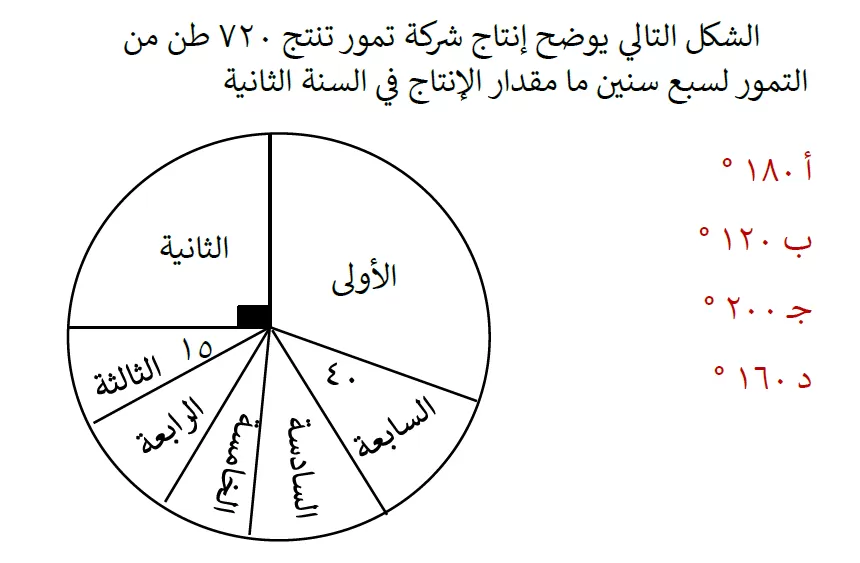 الشكل التالي يوضح إنتاج شركة تمور تنتج ٧٢٠ طن من
التمور لسبع سنين ما مقدار الإنتاج في السنة الثانية
أ ١٨٠ °
ب ١٢٠ °
جـ ٢٠٠ °
د ١٦٠ °
الثانية
الأولى
١٥
الثالثة
٤٠
الرابعة
الخامسة
السادسة
السابعة